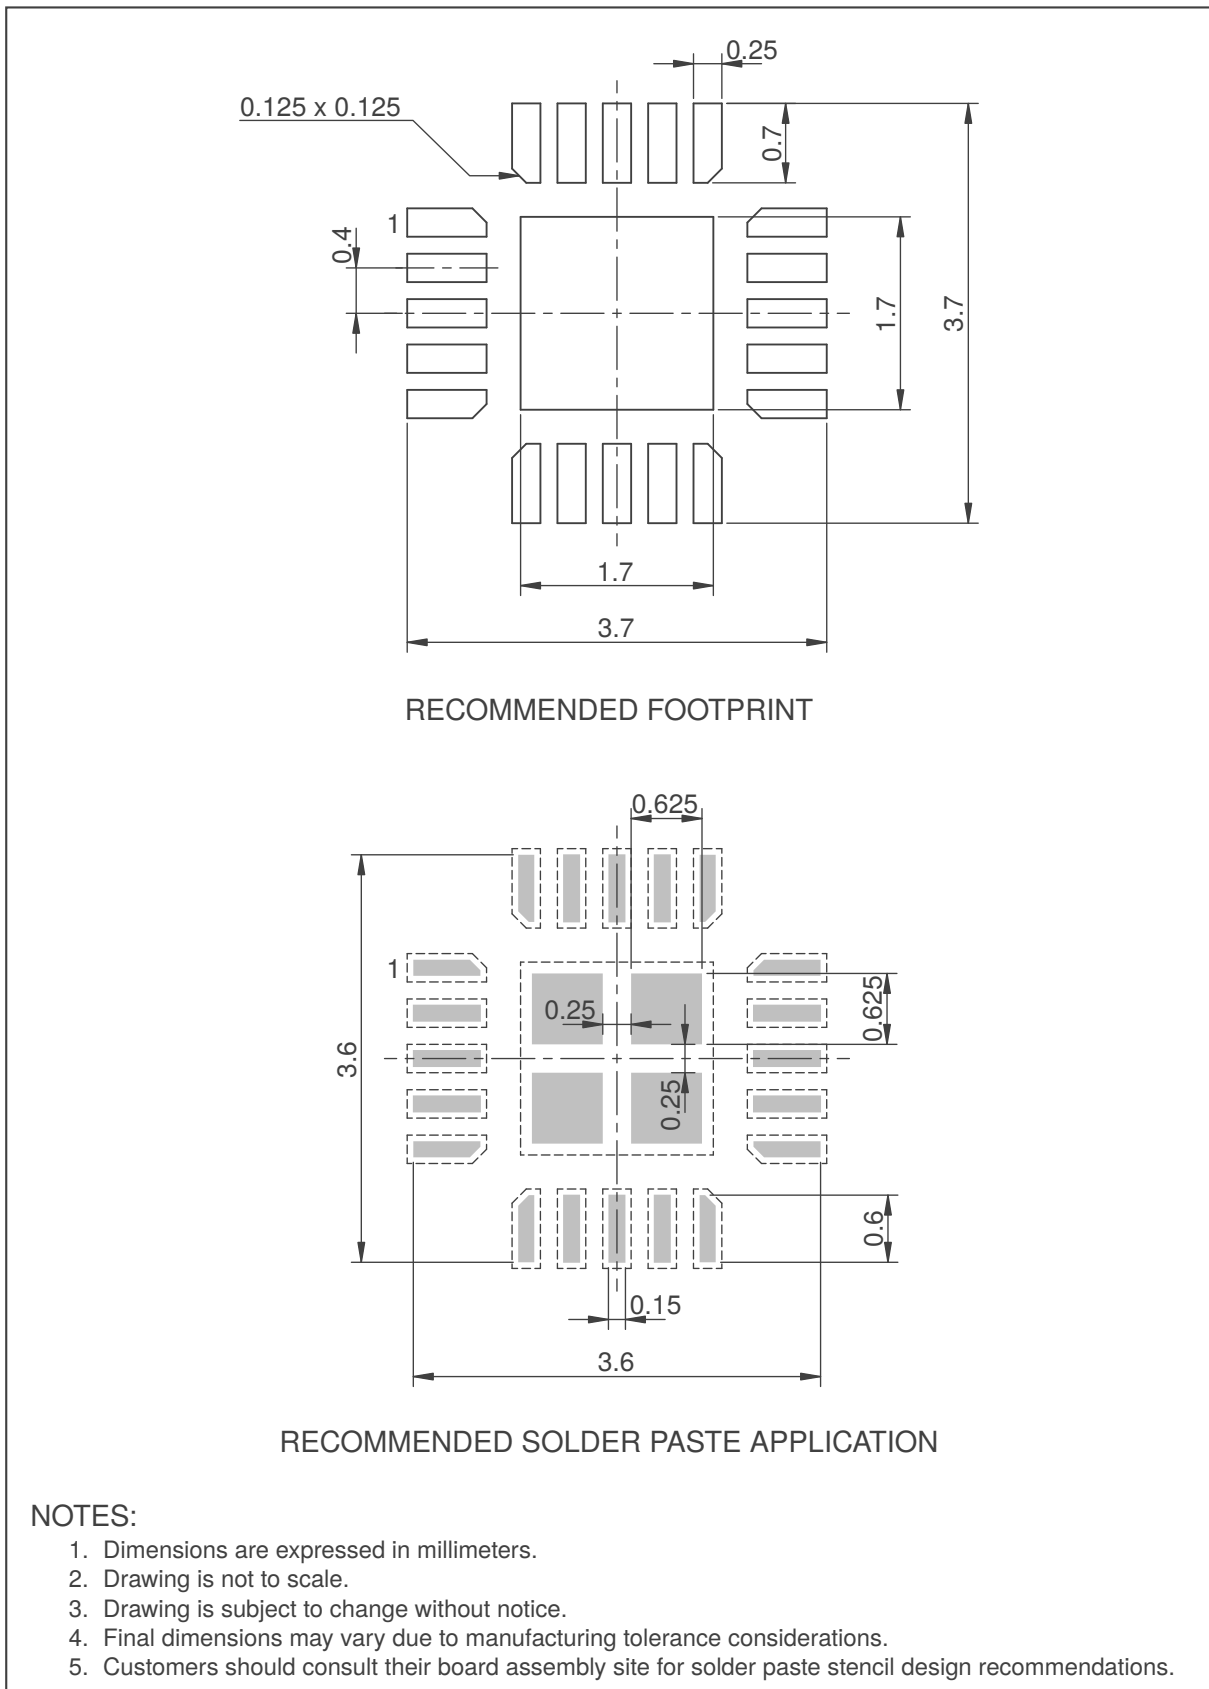 0.25
0.125 x 0.125
0.7
1
0.4
1.7
3.7
1.7
3.7
RECOMMENDED FOOTPRINT
0.625
1
0.25
0.625
3.6
0.25
0.6
0.15
3.6
RECOMMENDED SOLDER PASTE APPLICATION
NOTES:
1. Dimensions are expressed in millimeters.
2. Drawing is not to scale.
3. Drawing is subject to change without notice.
4. Final dimensions may vary due to manufacturing tolerance considerations.
5. Customers should consult their board assembly site for solder paste stencil design recommendations.